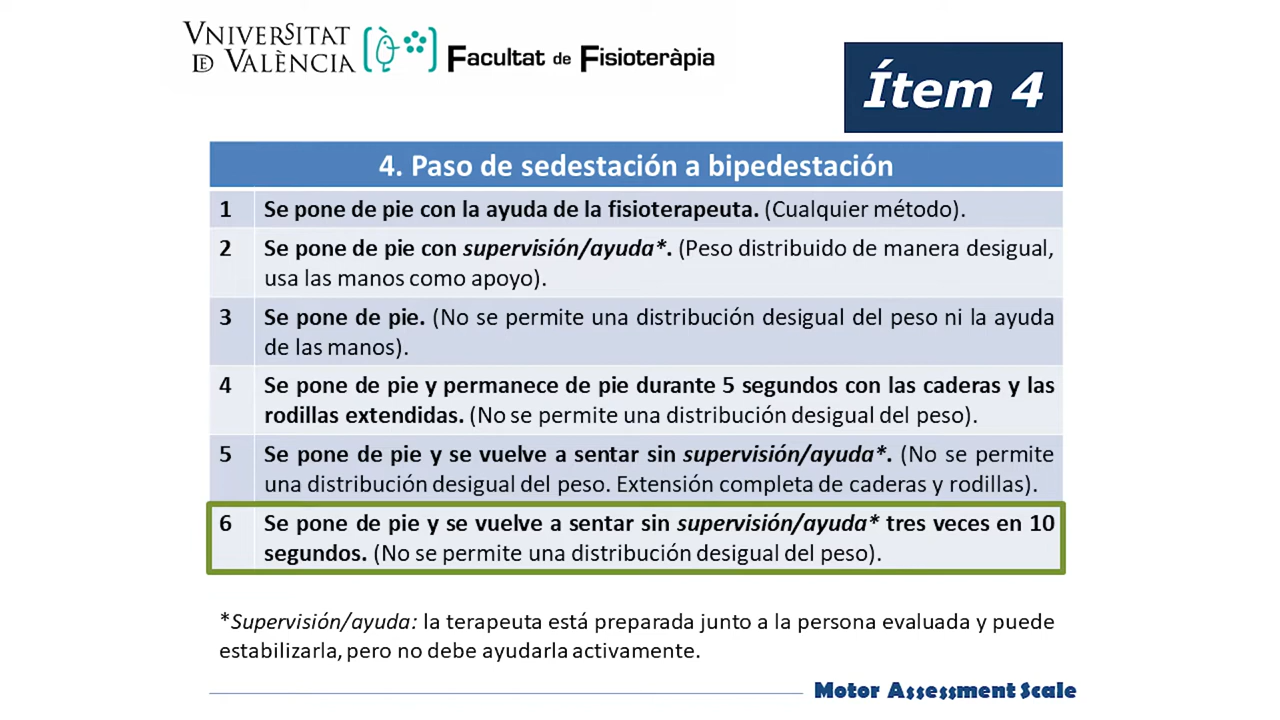 VNIVERSITAT
DE VALÈNCIA
Facultat de Fisioteràpia
Ítem 4
4. Paso de sedestación a bipedestación
1 Se pone de pie con la ayuda de la fisioterapeuta. (Cualquier método).
2 Se pone de pie con supervisión/ayuda*. (Peso distribuido de manera desigual,
usa las manos como apoyo).
3 Se pone de pie. (No se permite una distribución desigual del peso ni la ayuda
de las manos).
4 Se pone de pie y permanece de pie durante 5 segundos con las caderas y las
rodillas extendidas. (No se permite una distribución desigual del peso).
5 Se pone de pie y se vuelve a sentar sin supervisión/ayuda*. (No se permite
una distribución desigual del peso. Extensión completa de caderas y rodillas).
6 Se pone de pie y se vuelve a sentar sin supervisión/ayuda* tres veces en 10
segundos. (No se permite una distribución desigual del peso).
*Supervisión/ayuda: la terapeuta está preparada junto a la persona evaluada y puede
estabilizarla, pero no debe ayudarla activamente.
Motor Assessment Scale